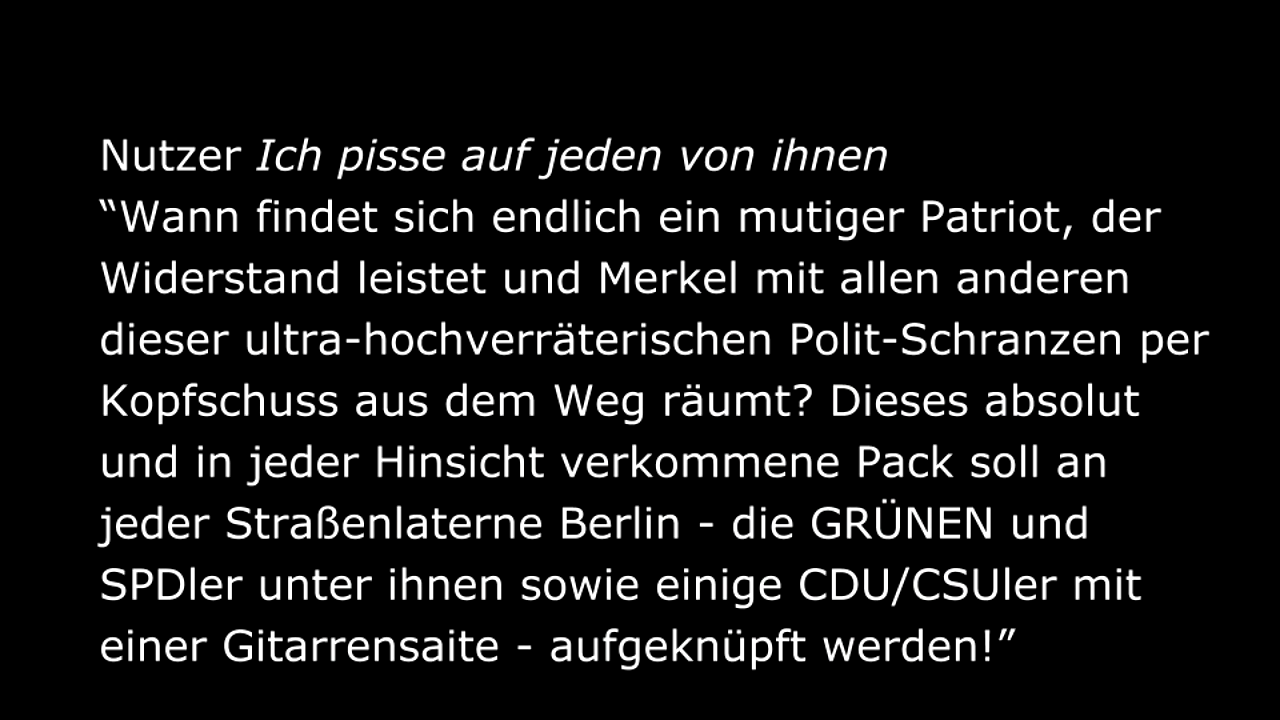 Nutzer Ich pisse auf jeden von ihnen
“Wann findet sich endlich ein mutiger Patriot, der
Widerstand leistet und Merkel mit allen anderen
dieser ultra-hochverräterischen Polit-Schranzen per
Kopfschuss aus dem Weg räumt? Dieses absolut
und in jeder Hinsicht verkommene Pack soll an
jeder Straßenlaterne Berlin - die GRÜNEN und
SPDler unter ihnen sowie einige CDU/CSUler mit
einer Gitarrensaite - aufgeknüpft werden!”